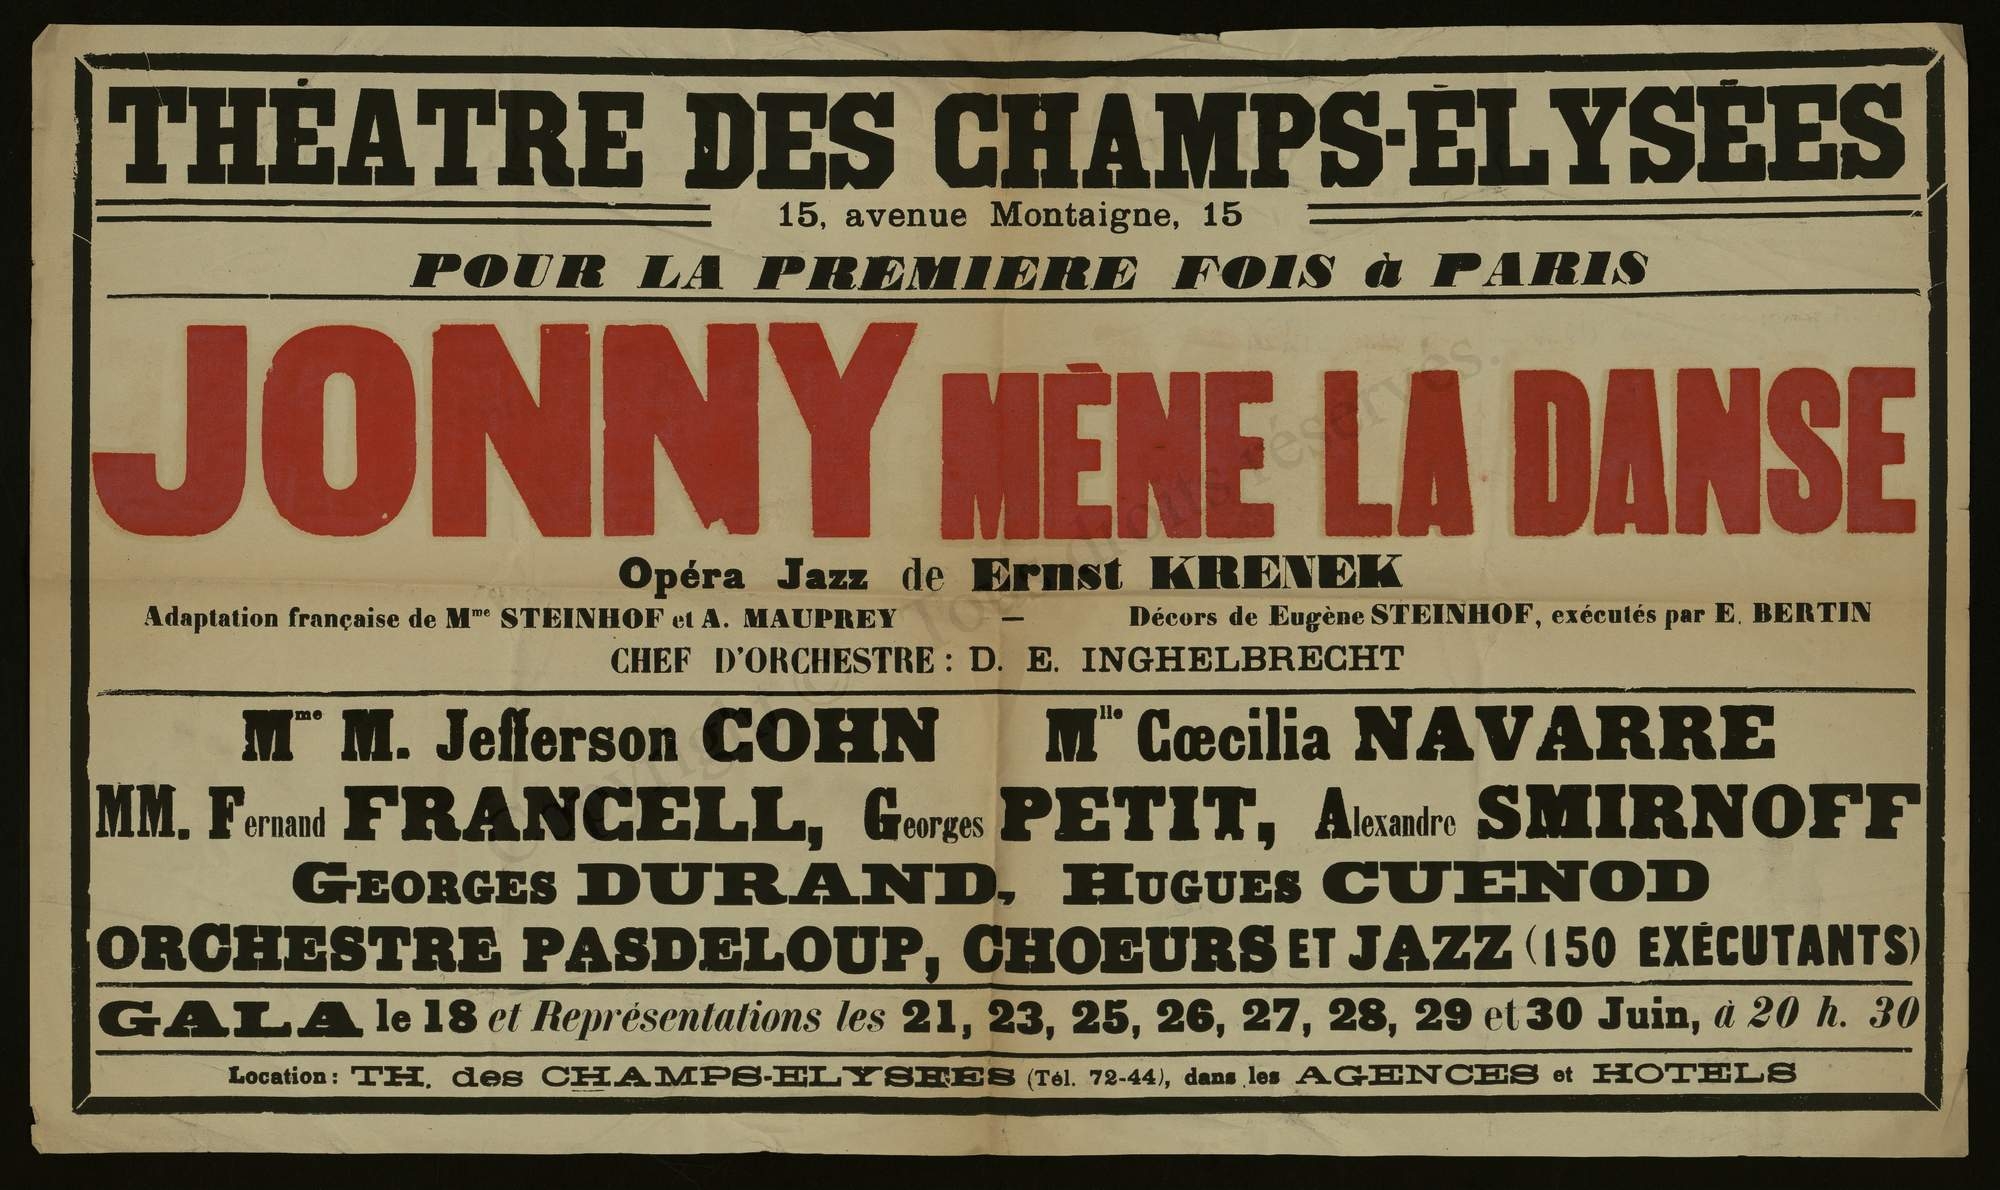 THÉATRE DES CHAMPS-ÉLYSÉES
15, avenue Montaigne, 15
POUR LA PREMIERE FOIS à PARIS
JONNY MÈNE LA DANSE
Opéra Jazz de Ernst KRENEK
Adaptation française de Mme STEINHOF et A. MAUPREY — Décors de Eugène STEINHOF, exécutés par E. BERTIN
CHEF D'ORCHESTRE : D. E. INGHELBRECHT
Mme M. Jefferson COHN Mlle Cœcilia NAVARRE
MM. Fernand FRANCELL, Georges PETIT, Alexandre SMIRNOFF
GEORGES DURAND, HUGUES CUENOD
ORCHESTRE PASDELOUP, CHOEURS ET JAZZ (150 EXÉCUTANTS)
GALA le 18 et Représentations les 21, 23, 25, 26, 27, 28, 29 et 30 Juin, à 20 h. 30
Location : TH. des CHAMPS-ELYSEES (Tél. 72-44), dans les AGENCES et HOTELS
Copyright © Tous droits réservés.